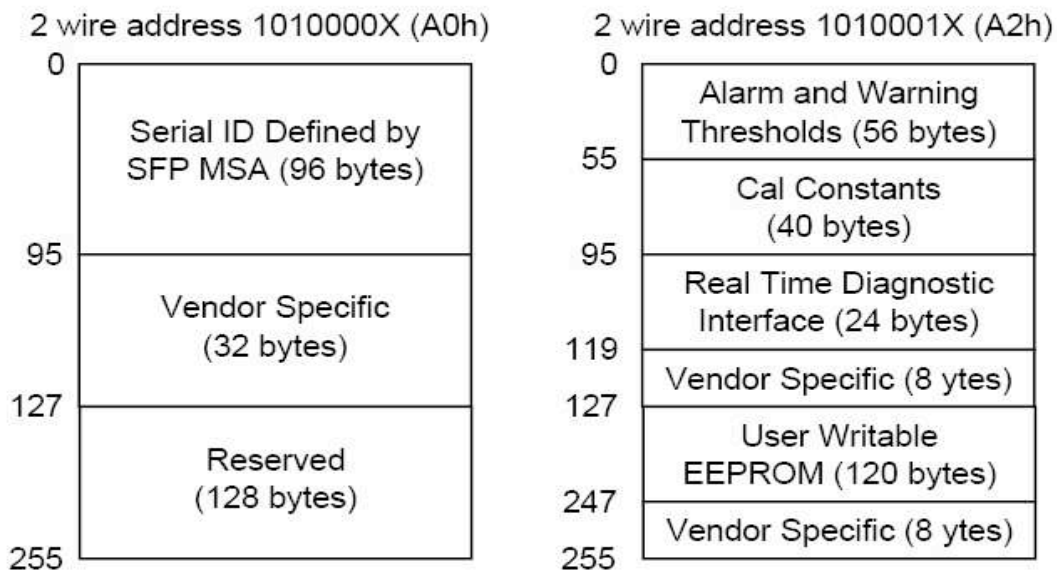 2 wire address 1010000X (A0h)
0
Serial ID Defined by
SFP MSA (96 bytes)
95
Vendor Specific
(32 bytes)
127
Reserved
(128 bytes)
255
2 wire address 1010001X (A2h)
0
Alarm and Warning
Thresholds (56 bytes)
55
Cal Constants
(40 bytes)
95
Real Time Diagnostic
Interface (24 bytes)
119
Vendor Specific (8 ytes)
127
User Writable
EEPROM (120 bytes)
247
Vendor Specific (8 ytes)
255